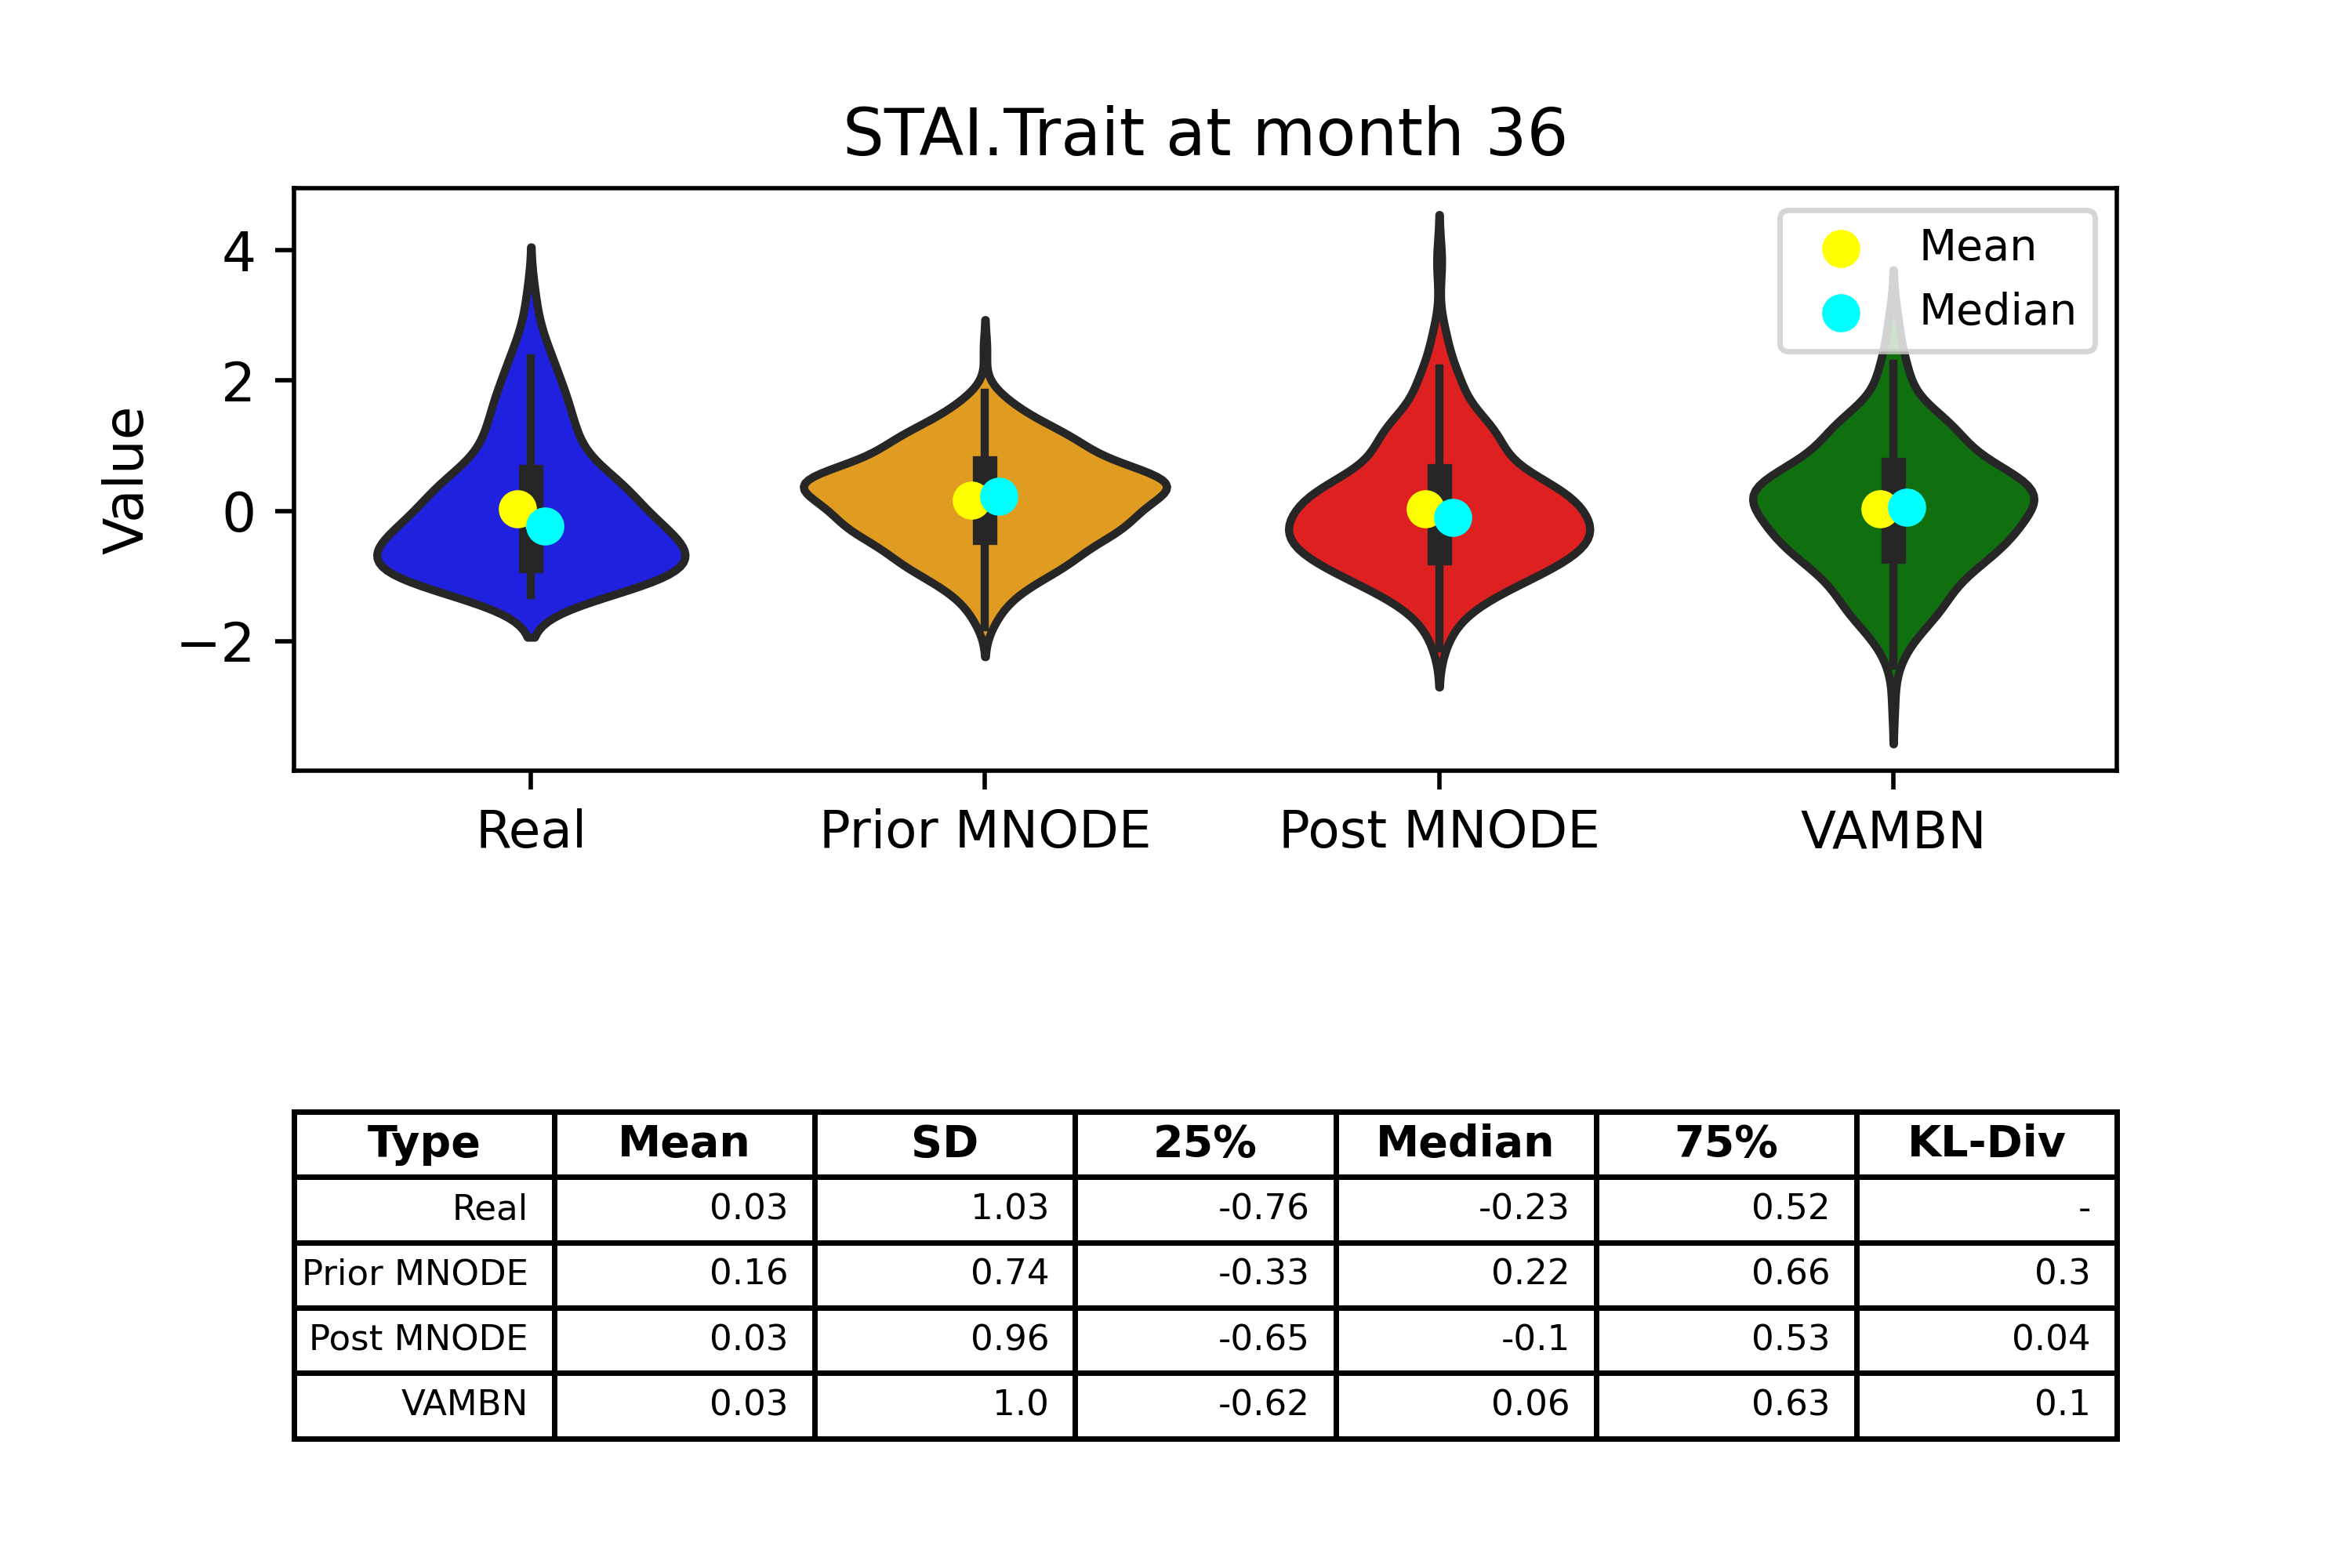 STAI.Trait at month 36
Mean
Median
4
2
0
−2
Value
Real Prior MNODE Post MNODE VAMBN
Type Mean SD 25% Median 75% KL-Div
Real 0.03 1.03 -0.76 -0.23 0.52 -
Prior MNODE 0.16 0.74 -0.33 0.22 0.66 0.3
Post MNODE 0.03 0.96 -0.65 -0.1 0.53 0.04
VAMBN 0.03 1.0 -0.62 0.06 0.63 0.1